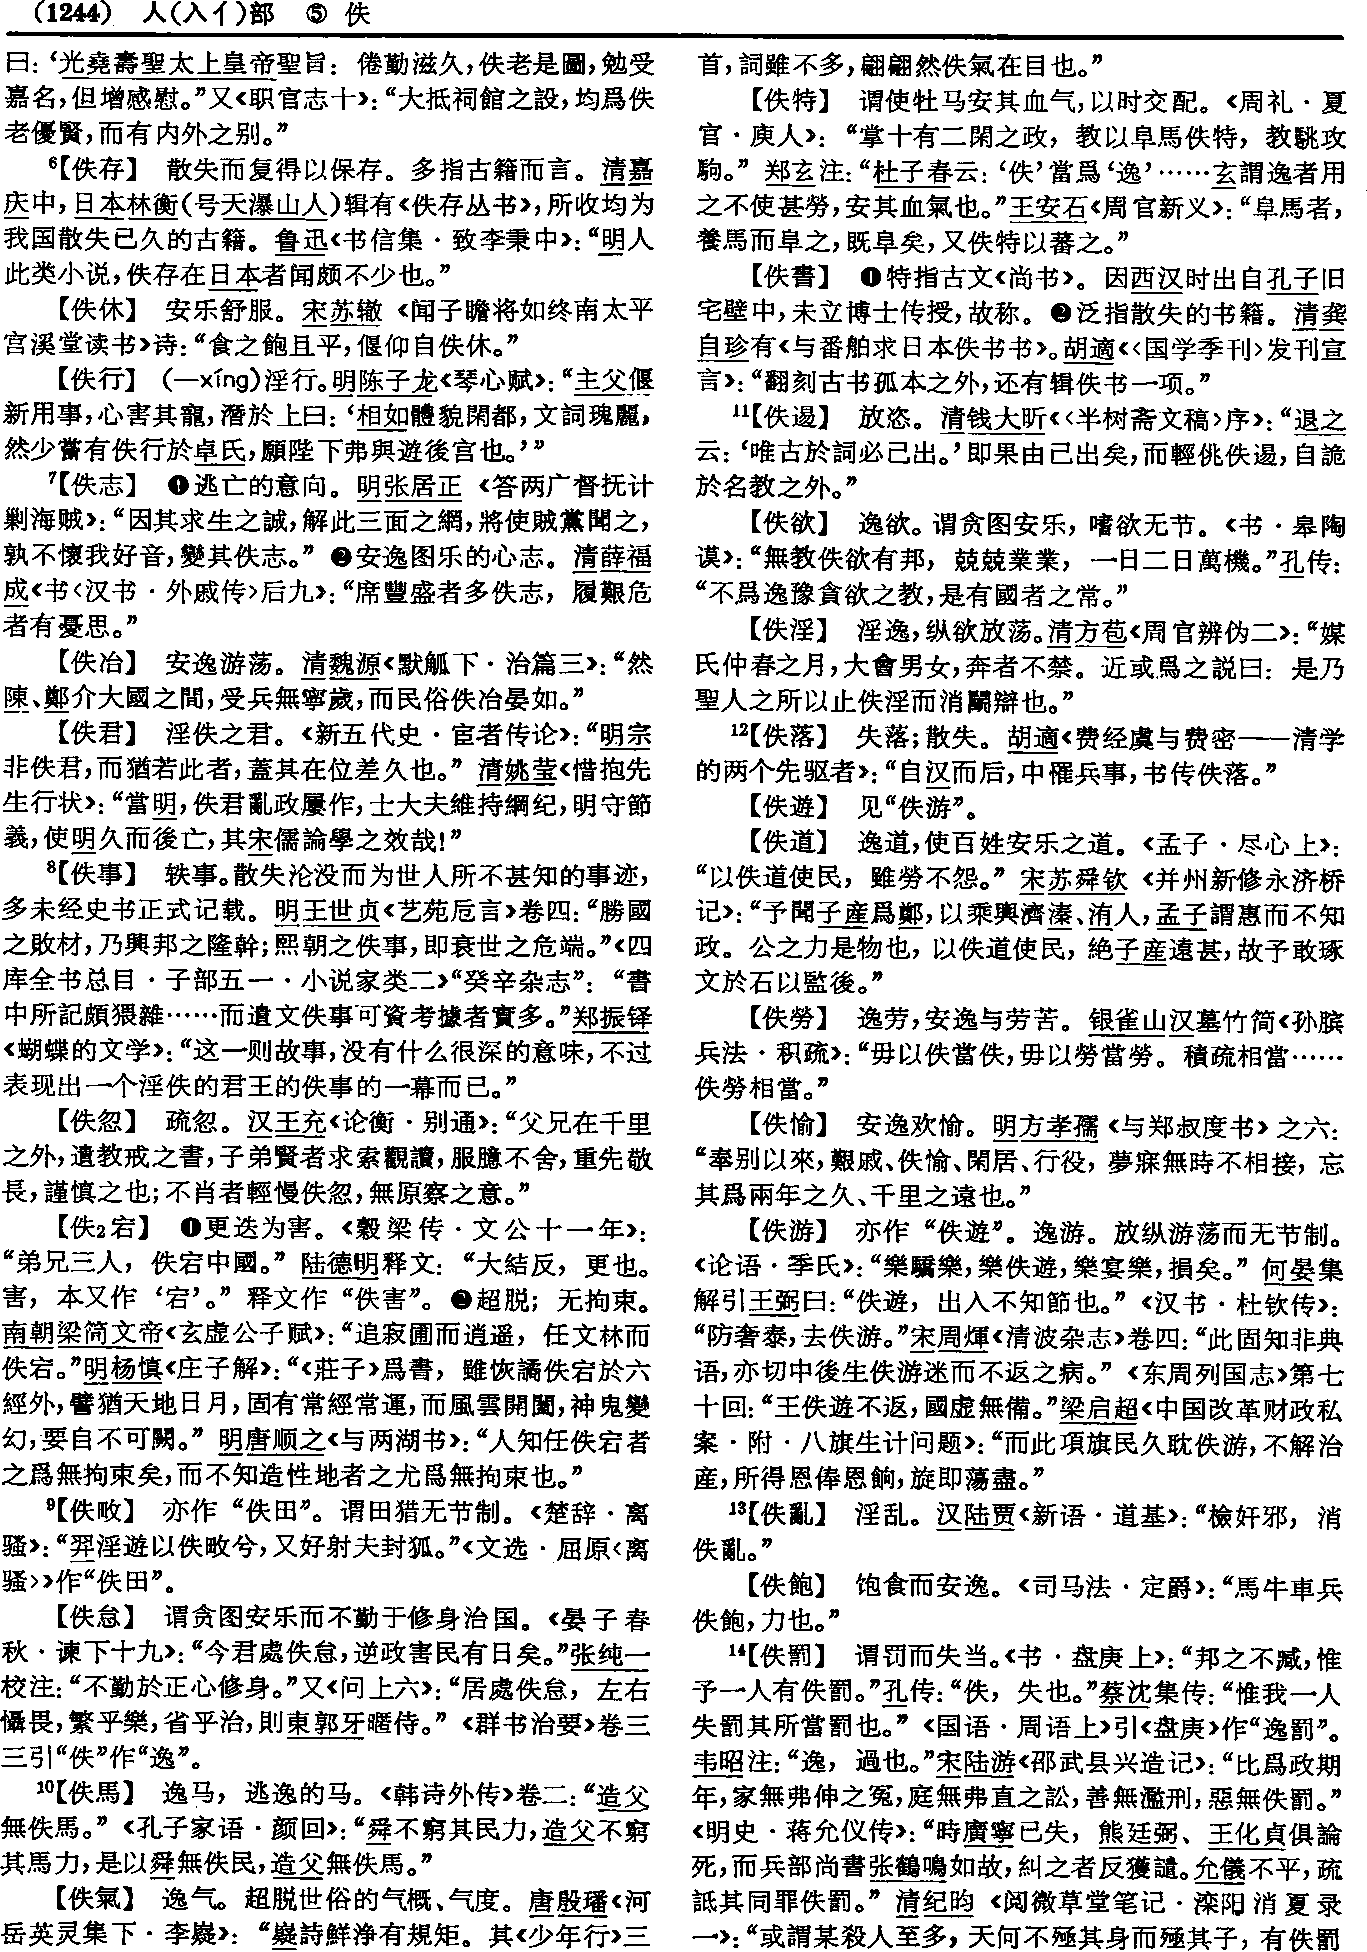 (1244) 人(入亻)部 ⑤ 佚
曰：‘光堯壽聖太上皇帝聖旨：倦勤滋久，佚老是圖，勉受
嘉名，但增感慰。”又《职官志十》：“大抵祠館之設，均爲佚
老優賢，而有内外之别。”
⁶【佚存】 散失而复得以保存。多指古籍而言。清嘉
庆中，日本林衡(号天瀑山人)辑有《佚存丛书》，所收均为
我国散失已久的古籍。鲁迅《书信集·致李秉中》：“明人
此类小说，佚存在日本者闻颇不少也。”
【佚休】 安乐舒服。宋苏辙《闻子瞻将如终南太平
宫溪堂读书》诗：“食之飽且平，偃仰自佚休。”
【佚行】 (—xíng)淫行。明陈子龙《琴心赋》：“主父偃
新用事，心害其寵，潛於上曰：‘相如體貌閑都，文詞瑰麗，
然少嘗有佚行於卓氏，願陛下弗與遊後宫也。’”
⁷【佚志】 ❶逃亡的意向。明张居正《答两广督抚计
剿海贼》：“因其求生之誠，解此三面之網，將使賊黨聞之，
孰不懷我好音，變其佚志。” ❷安逸图乐的心志。清薛福
成《书〈汉书·外戚传〉后九》：“席豐盛者多佚志，履艱危
者有憂思。”
【佚冶】 安逸游荡。清魏源《默觚下·治篇三》：“然
陳、鄭介大國之間，受兵無寧歲，而民俗佚冶晏如。”
【佚君】 淫佚之君。《新五代史·宦者传论》：“明宗
非佚君，而猶若此者，蓋其在位差久也。”清姚莹《惜抱先
生行状》：“當明，佚君亂政屢作，士大夫維持綱纪，明守節
義，使明久而後亡，其宋儒論學之效哉！”
⁸【佚事】 轶事。散失沦没而为世人所不甚知的事迹，
多未经史书正式记载。明王世贞《艺苑卮言》卷四：“勝國
之敗材，乃興邦之隆幹；熙朝之佚事，即衰世之危端。”《四
库全书总目·子部五一·小说家类二》“癸辛杂志”：“書
中所記頗猥雜……而遺文佚事可資考據者實多。”郑振铎
《蝴蝶的文学》：“这一则故事，没有什么很深的意味，不过
表现出一个淫佚的君王的佚事的一幕而已。”
【佚忽】 疏忽。汉王充《论衡·别通》：“父兄在千里
之外，遺教戒之書，子弟賢者求索觀讀，服臆不舍，重先敬
長，謹慎之也；不肖者輕慢佚忽，無原察之意。”
【佚₂宕】 ❶更迭为害。《穀梁传·文公十一年》：
“弟兄三人，佚宕中國。”陆德明释文：“大結反，更也。
害，本又作‘宕’。”释文作“佚害”。❷超脱；无拘束。
南朝梁简文帝《玄虚公子赋》：“追寂圃而逍遥，任文林而
佚宕。”明杨慎《庄子解》：“《莊子》爲書，雖恢譎佚宕於六
經外，譬猶天地日月，固有常經常運，而風雲開闔，神鬼變
幻，要自不可闕。”明唐顺之《与两湖书》：“人知任佚宕者
之爲無拘束矣，而不知造性地者之尤爲無拘束也。”
⁹【佚畋】 亦作“佚田”。谓田猎无节制。《楚辞·离
骚》：“羿淫遊以佚畋兮，又好射夫封狐。”《文选·屈原〈离
骚〉》作“佚田”。
【佚怠】 谓贪图安乐而不勤于修身治国。《晏子春
秋·谏下十九》：“今君處佚怠，逆政害民有日矣。”张纯一
校注：“不勤於正心修身。”又《问上六》：“居處佚怠，左右
懾畏，繁乎樂，省乎治，則東郭牙暱侍。”《群书治要》卷三
三引“佚”作“逸”。
¹⁰【佚馬】 逸马，逃逸的马。《韩诗外传》卷二：“造父
無佚馬。”《孔子家语·颜回》：“舜不窮其民力，造父不窮
其馬力，是以舜無佚民，造父無佚馬。”
【佚氣】 逸气。超脱世俗的气概、气度。唐殷璠《河
岳英灵集下·李嶷》：“嶷詩鮮净有規矩。其《少年行》三
首，詞雖不多，翩翩然佚氣在目也。”
【佚特】 谓使牡马安其血气，以时交配。《周礼·夏
官·庾人》：“掌十有二閑之政，教以阜馬佚特，教駣攻
駒。”郑玄注：“杜子春云：‘佚’當爲‘逸’……玄謂逸者用
之不使甚勞，安其血氣也。”王安石《周官新义》：“阜馬者，
養馬而阜之，既阜矣，又佚特以蕃之。”
【佚書】 ❶特指古文《尚书》。因西汉时出自孔子旧
宅壁中，未立博士传授，故称。❷泛指散失的书籍。清龚
自珍有《与番舶求日本佚书书》。胡適《〈国学季刊〉发刊宣
言》：“翻刻古书孤本之外，还有辑佚书一项。”
¹¹【佚逿】 放恣。清钱大昕《〈半树斋文稿〉序》：“退之
云：‘唯古於詞必己出。’即果由己出矣，而輕佻佚逿，自詭
於名教之外。”
【佚欲】 逸欲。谓贪图安乐，嗜欲无节。《书·皋陶
谟》：“無教佚欲有邦，兢兢業業，一日二日萬機。”孔传：
“不爲逸豫貪欲之教，是有國者之常。”
【佚淫】 淫逸，纵欲放荡。清方苞《周官辨伪二》：“媒
氏仲春之月，大會男女，奔者不禁。近或爲之説曰：是乃
聖人之所以止佚淫而消鬭辯也。”
¹²【佚落】 失落；散失。胡適《费经虞与费密——清学
的两个先驱者》：“自汉而后，中罹兵事，书传佚落。”
【佚遊】 见“佚游”。
【佚道】 逸道，使百姓安乐之道。《孟子·尽心上》：
“以佚道使民，雖勞不怨。”宋苏舜钦《并州新修永济桥
记》：“予聞子産爲鄭，以乘輿濟溱、洧人，孟子謂惠而不知
政。公之力是物也，以佚道使民，絶子産遠甚，故予敢琢
文於石以監後。”
【佚勞】 逸劳，安逸与劳苦。银雀山汉墓竹简《孙膑
兵法·积疏》：“毋以佚當佚，毋以勞當勞。積疏相當……
佚勞相當。”
【佚愉】 安逸欢愉。明方孝孺《与郑叔度书》之六：
“奉别以來，艱戚、佚愉、閑居、行役，夢寐無時不相接，忘
其爲兩年之久、千里之遠也。”
【佚游】 亦作“佚遊”。逸游。放纵游荡而无节制。
《论语·季氏》：“樂驕樂，樂佚遊，樂宴樂，損矣。”何晏集
解引王弼曰：“佚遊，出入不知節也。”《汉书·杜钦传》：
“防奢泰，去佚游。”宋周煇《清波杂志》卷四：“此固知非典
语，亦切中後生佚游迷而不返之病。”《东周列国志》第七
十回：“王佚遊不返，國虚無備。”梁启超《中国改革财政私
案·附·八旗生计问题》：“而此項旗民久耽佚游，不解治
産，所得恩俸恩餉，旋即蕩盡。”
¹³【佚亂】 淫乱。汉陆贾《新语·道基》：“檢奸邪，消
佚亂。”
【佚飽】 饱食而安逸。《司马法·定爵》：“馬牛車兵
佚飽，力也。”
¹⁴【佚罰】 谓罚而失当。《书·盘庚上》：“邦之不臧，惟
予一人有佚罰。”孔传：“佚，失也。”蔡沈集传：“惟我一人
失罰其所當罰也。”《国语·周语上》引《盘庚》作“逸罰”。
韦昭注：“逸，過也。”宋陆游《邵武县兴造记》：“比爲政期
年，家無弗伸之冤，庭無弗直之訟，善無濫刑，惡無佚罰。”
《明史·蒋允仪传》：“時廣寧已失，熊廷弼、王化貞俱論
死，而兵部尚書张鶴鳴如故，糾之者反獲譴。允儀不平，疏
詆其同罪佚罰。”清纪昀《阅微草堂笔记·滦阳消夏录
一》：“或謂某殺人至多，天何不殛其身而殛其子，有佚罰